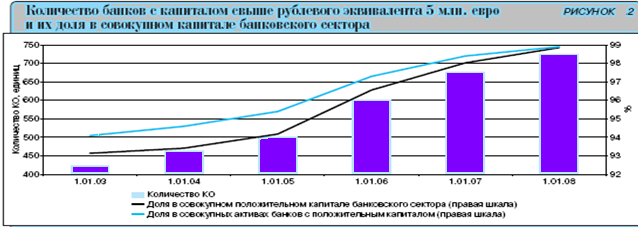 Количество банков с капиталом свыше рублевого эквивалента 5 млн. евро
и их доля в совокупном капитале банковского сектора
РИСУНОК 2
Количество КО, единиц
750
700
650
600
550
500
450
400
99
98
97
96
95
94
93
92
%
1.01.03 1.01.04 1.01.05 1.01.06 1.01.07 1.01.08
Количество КО
Доля в совокупном положительном капитале банковского сектора (правая шкала)
Доля в совокупных активах банков с положительным капиталом (правая шкала)